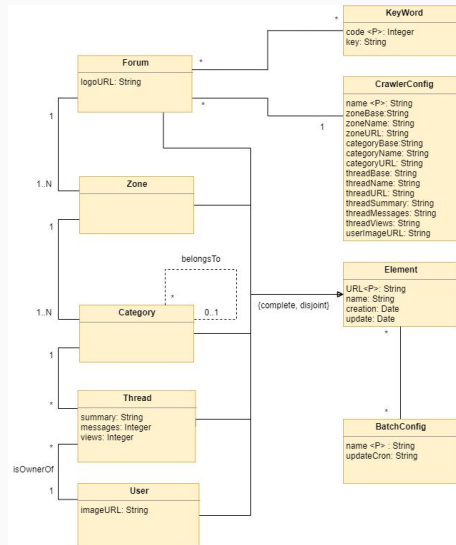 KeyWord
code <P>: Integer
key: String
*
*
Forum
logoURL: String
*
1
CrawlerConfig
name <P>: String
zoneBase:String
zoneName: String
zoneURL: String
categoryBase:String
categoryName: String
categoryURL: String
threadBase: String
threadName: String
threadURL: String
threadSummary: String
threadMessages: String
threadViews: String
userImageURL: String
1
1..N
Zone
1
1..N
belongsTo
*
0..1
Category
{complete, disjoint}
Element
URL<P>: String
name: String
creation: Date
update: Date
1
*
Thread
summary: String
messages: Integer
views: Integer
*
*
BatchConfig
name <P> : String
updateCron: String
*
isOwnerOf
1
User
imageURL: String